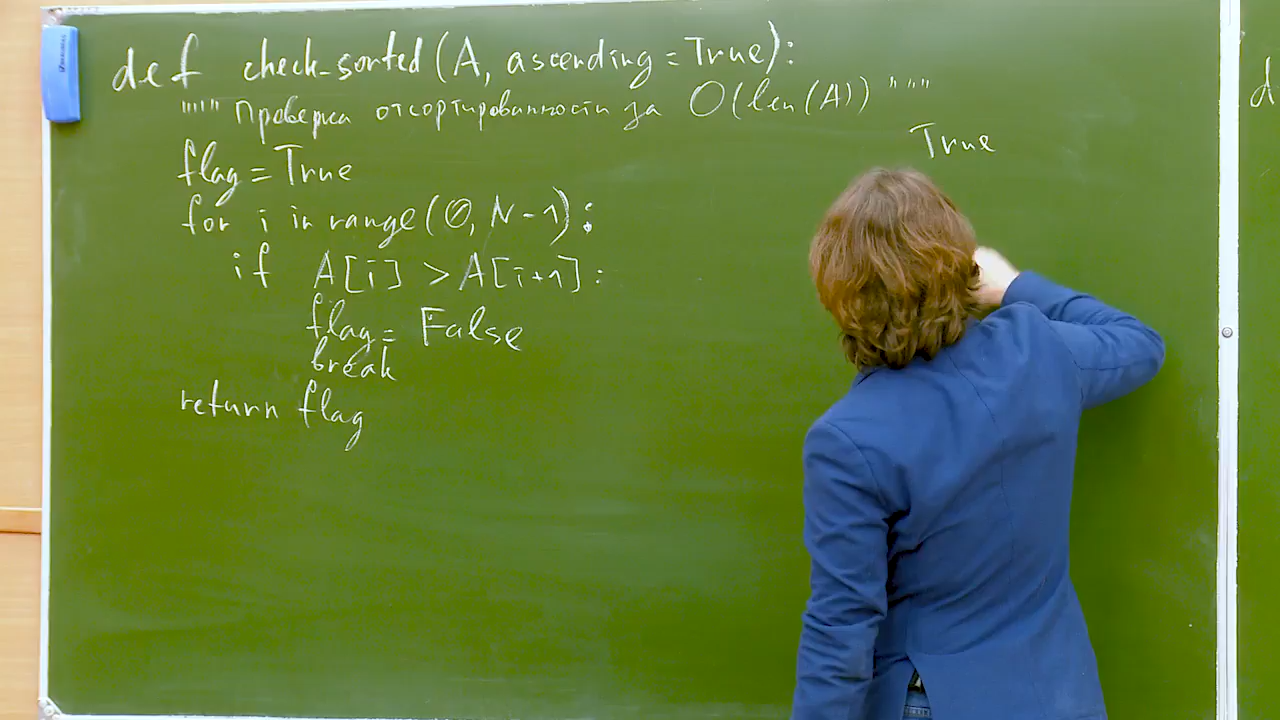 def check_sorted(A, ascending=True):
""" Проверка отсортированности за O(len(A)) """
True
flag = True
for i in range(0, N-1):
if A[i] > A[i+1]:
flag = False
break
return flag
d